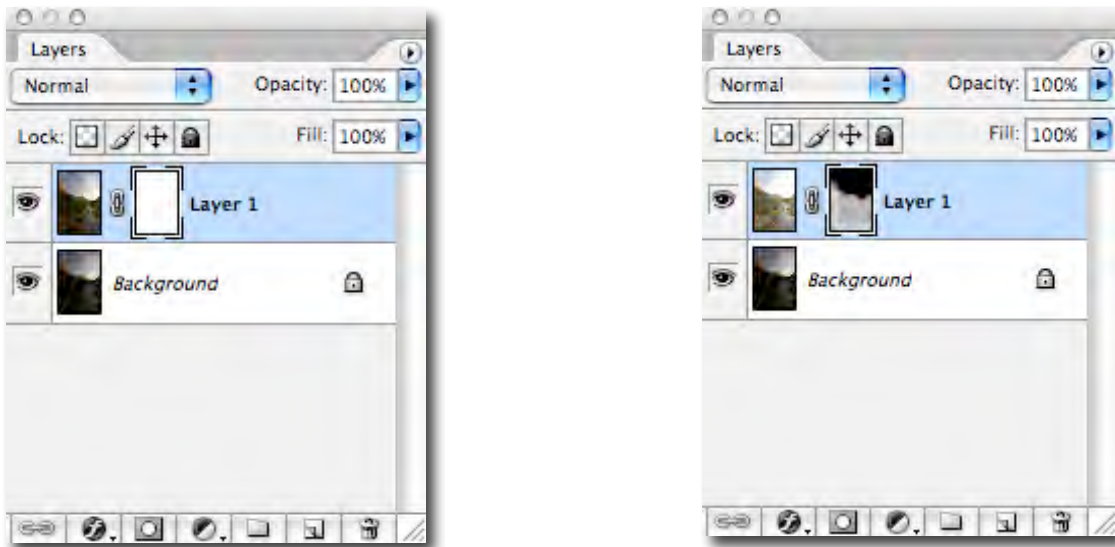 Layers
Normal Opacity: 100%
Lock: Fill: 100%
Layer 1
Background
Layers
Normal Opacity: 100%
Lock: Fill: 100%
Layer 1
Background